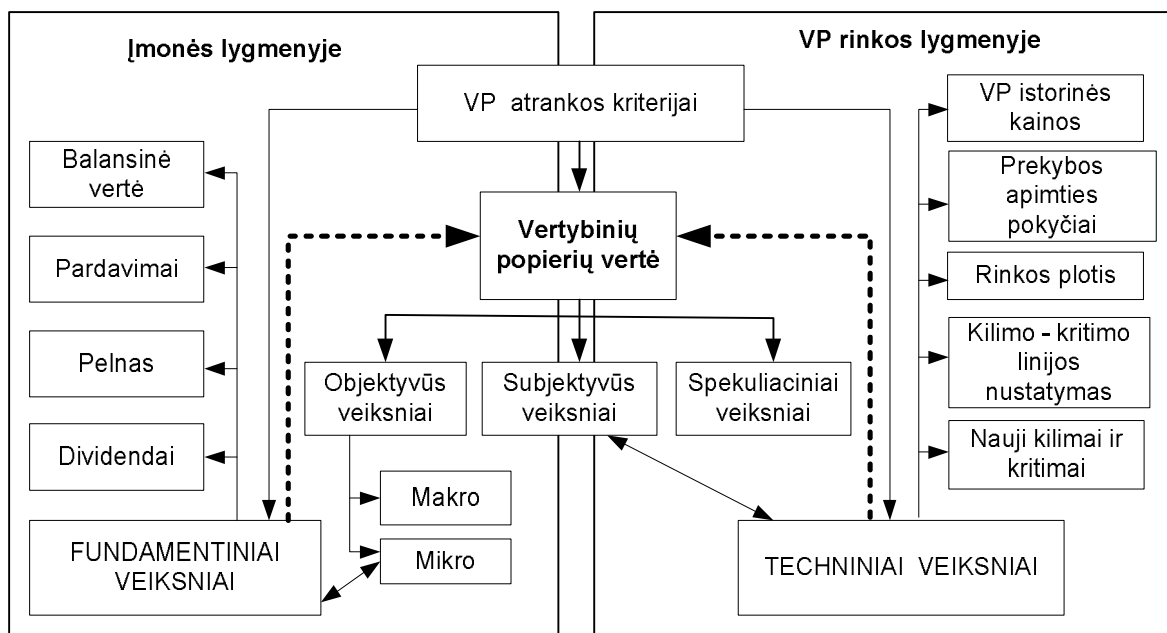 Įmonės lygmenyje
VP rinkos lygmenyje
VP atrankos kriterijai
Balansinė
vertė
Pardavimai
Pelnas
Dividendai
FUNDAMENTINIAI
VEIKSNIAI
Vertybinių
popierių vertė
Objektyvūs
veiksniai
Subjektyvūs
veiksniai
Spekuliaciniai
veiksniai
Makro
Mikro
VP istorinės
kainos
Prekybos
apimties
pokyčiai
Rinkos plotis
Kilimo - kritimo
linijos
nustatymas
Nauji kilimai ir
kritimai
TECHNINIAI VEIKSNIAI